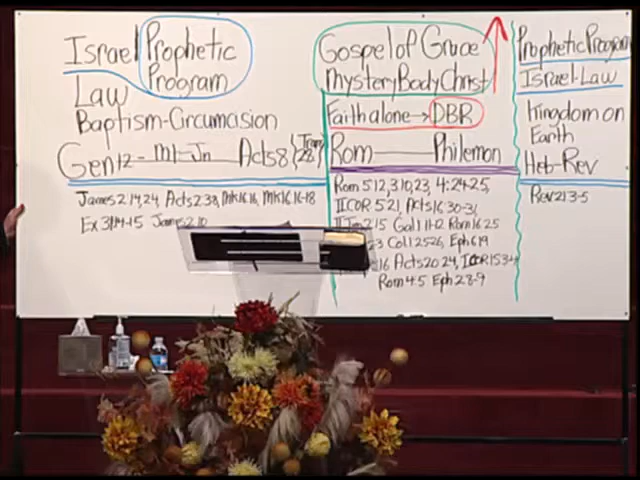 Israel Prophetic
Program
Law
Baptism-Circumcision
Gen 12 - Mt-Jn Acts 8
James 2:14,24, Acts 2:38, Mk 16:16, Mk 16:16-18
James 2:10
Gospel of Grace
Mystery Body Christ
Faith alone → DBR
Rom Philemon
Rom 5:12, 3:10,23, 4:24-25,
II COR 5:21, Acts 16:30-31,
II Tim 2:15 Gal 1:11-12 Rom 16:25
Col 1:25-26, Eph 6:19
Acts 20:24, I COR 15:3-4
Rom 4:5 Eph 2:8-9
Prophetic Program
Israel-Law
Kingdom on
Earth
Heb-Rev
Rev 21:3-5